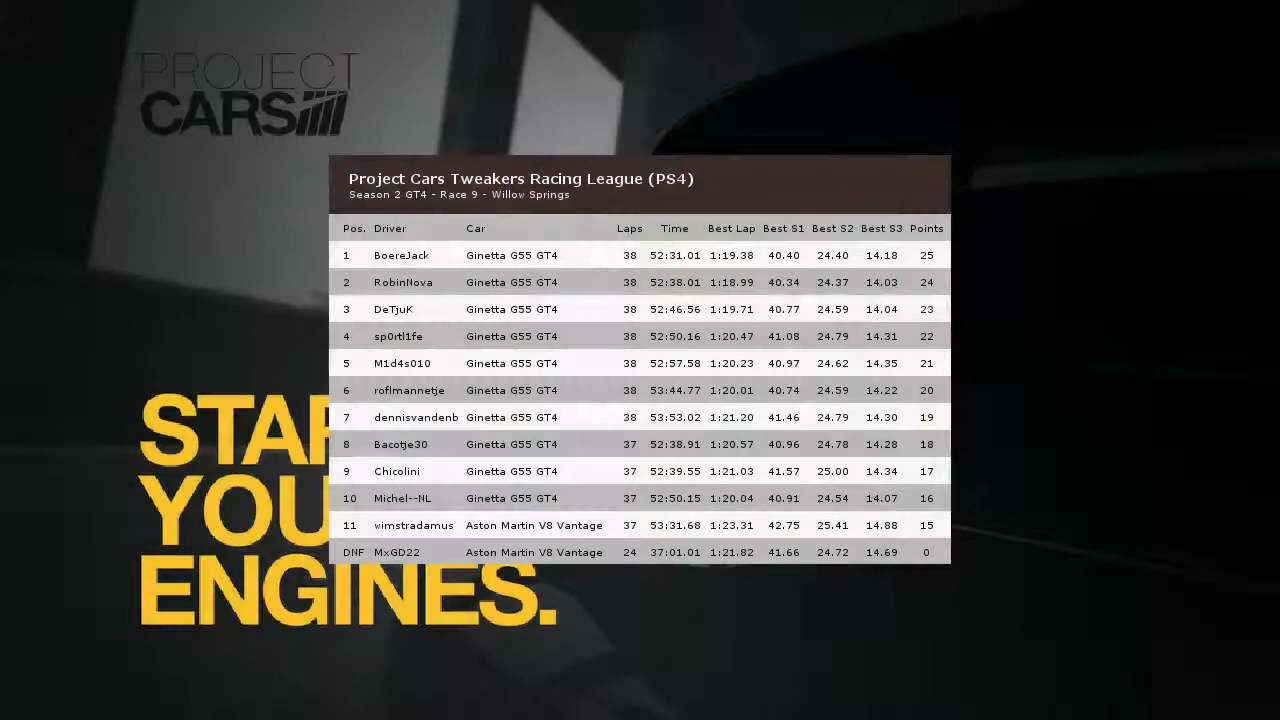 PROJECT
CARS
Project Cars Tweakers Racing League (PS4)
Season 2 GT4 - Race 9 - Willow Springs
Pos. Driver Car Laps Time Best Lap Best S1 Best S2 Best S3 Points
1 BoereJack Ginetta G55 GT4 38 52:31.01 1:19.38 40.40 24.40 14.18 25
2 RobinNova Ginetta G55 GT4 38 52:38.01 1:18.99 40.34 24.37 14.03 24
3 DeTjuK Ginetta G55 GT4 38 52:46.56 1:19.71 40.77 24.59 14.04 23
4 sp0rtl1fe Ginetta G55 GT4 38 52:50.16 1:20.47 41.08 24.79 14.31 22
5 M1d4s010 Ginetta G55 GT4 38 52:57.58 1:20.23 40.97 24.62 14.35 21
6 roflmannetje Ginetta G55 GT4 38 53:44.77 1:20.01 40.74 24.59 14.22 20
7 dennisvandenb Ginetta G55 GT4 38 53:53.02 1:21.20 41.46 24.79 14.30 19
8 Bacotje30 Ginetta G55 GT4 37 52:38.91 1:20.57 40.96 24.78 14.28 18
9 Chicolini Ginetta G55 GT4 37 52:39.55 1:21.03 41.57 25.00 14.34 17
10 Michel--NL Ginetta G55 GT4 37 52:50.15 1:20.04 40.91 24.54 14.07 16
11 wimstradamus Aston Martin V8 Vantage 37 53:31.68 1:23.31 42.75 25.41 14.88 15
DNF MxGD22 Aston Martin V8 Vantage 24 37:01.01 1:21.82 41.66 24.72 14.69 0
STAR
YOU
ENGINES.